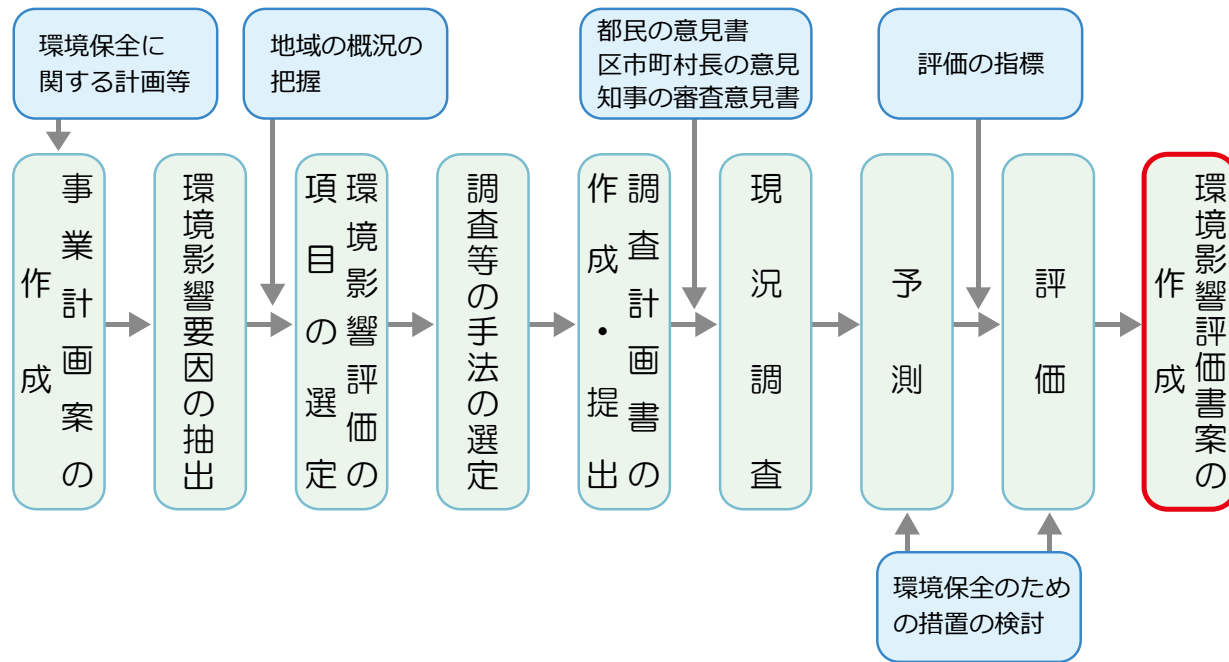 環境保全に
関する計画等
地域の概況の
把握
都民の意見書
区市町村長の意見
知事の審査意見書
評価の指標
事業計画案の
作成
環境影響要因の抽出
環境影響評価の
項目の選定
調査等の手法の選定
調査計画書の
作成・提出
現況調査
予測
評価
環境影響評価書案の
作成
環境保全のため
の措置の検討